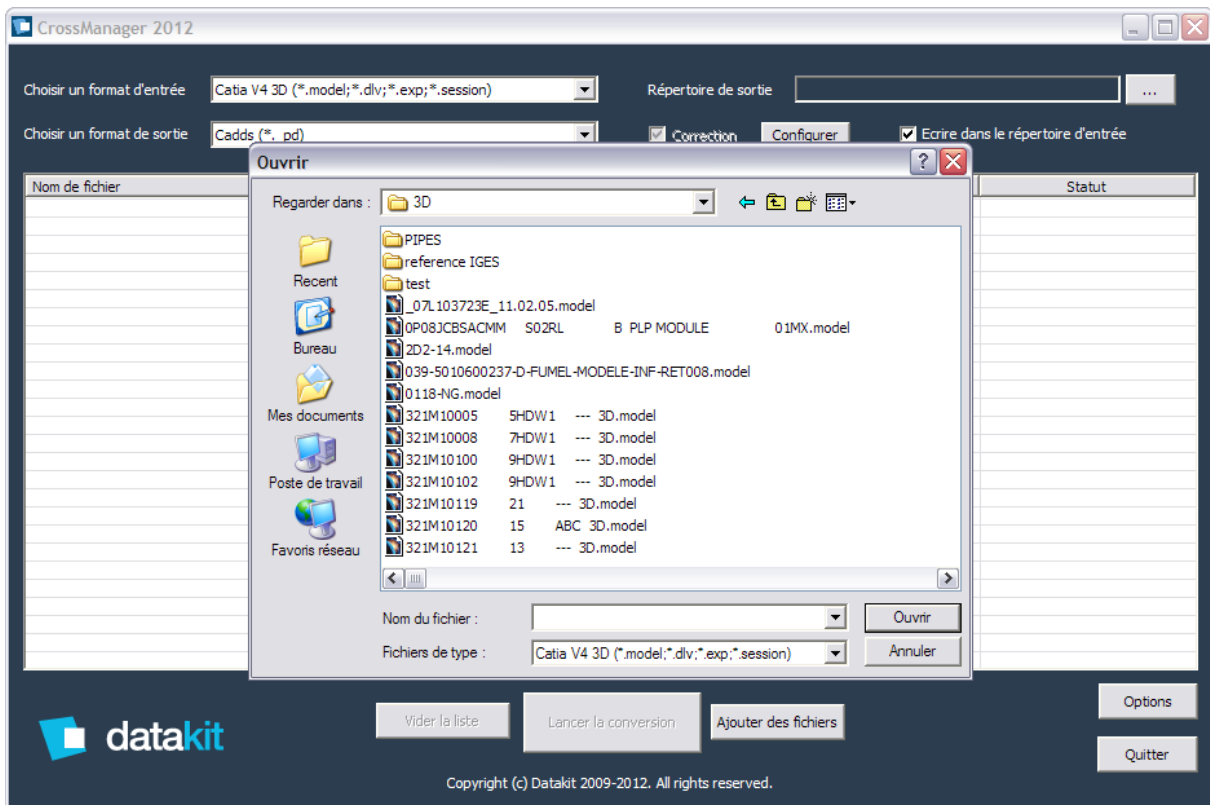 CrossManager 2012
Choisir un format d'entrée Catia V4 3D (*.model;*.dlv;*.exp;*.session) Répertoire de sortie ...
Choisir un format de sortie Cadds (*._pd) Correction Configurer Ecrire dans le répertoire d'entrée
Ouvrir
Nom de fichier Statut
Regarder dans : 3D
PIPES
reference IGES
test
_07L103723E_11.02.05.model
0P08JCBSACMM S02RL B PLP MODULE 01MX.model
2D2-14.model
039-5010600237-D-FUMEL-MODELE-INF-RET008.model
0118-NG.model
321M10005 5HDW1 --- 3D.model
321M10008 7HDW1 --- 3D.model
321M10100 9HDW1 --- 3D.model
321M10102 9HDW1 --- 3D.model
321M10119 21 --- 3D.model
321M10120 15 ABC 3D.model
321M10121 13 --- 3D.model
Recent
Bureau
Mes documents
Poste de travail
Favoris réseau
Nom du fichier : Ouvrir
Fichiers de type : Catia V4 3D (*.model;*.dlv;*.exp;*.session) Annuler
datakit
Vider la liste Lancer la conversion Ajouter des fichiers
Options
Quitter
Copyright (c) Datakit 2009-2012. All rights reserved.